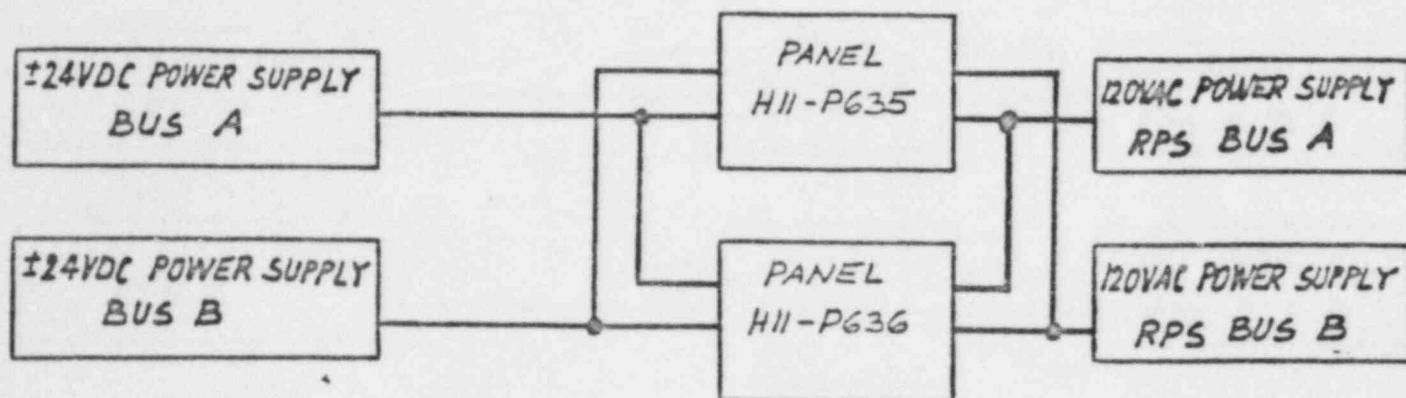 ±24VDC POWER SUPPLY
BUS A
PANEL
H11-P635
120VAC POWER SUPPLY
RPS BUS A
±24VDC POWER SUPPLY
BUS B
PANEL
H11-P636
120VAC POWER SUPPLY
RPS BUS B